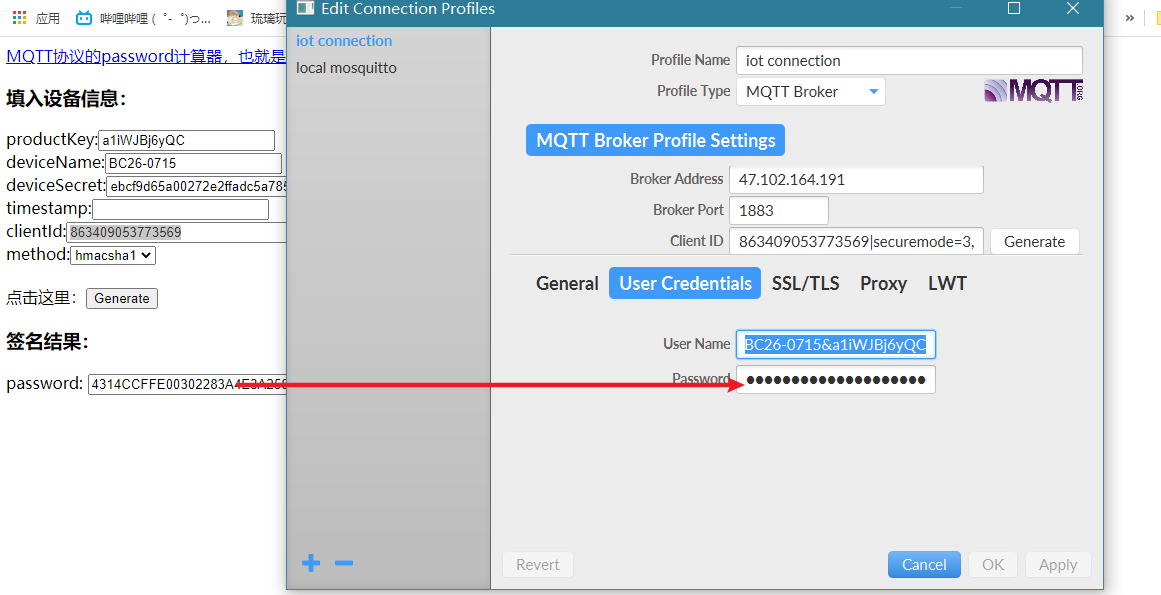 应用
哔哩哔哩 ( ゜- ゜)つ...
琉璃玩
»
MQTT协议的password计算器，也就是
填入设备信息：
productKey: a1iWJBj6yQC
deviceName: BC26-0715
deviceSecret: ebcf9d65a00272e2ffadc5a785
timestamp:
clientId: 863409053773569
method: hmacsha1
点击这里： Generate
签名结果：
password: 4314CCFFE00302283A4E3A258
Edit Connection Profiles
iot connection
local mosquitto
Profile Name iot connection
Profile Type MQTT Broker
MQTT.ORG
MQTT Broker Profile Settings
Broker Address 47.102.164.191
Broker Port 1883
Client ID 863409053773569|securemode=3, Generate
General User Credentials SSL/TLS Proxy LWT
User Name BC26-0715&a1iWJBj6yQC
Password ●●●●●●●●●●●●●●●●●●●●
Revert Cancel OK Apply